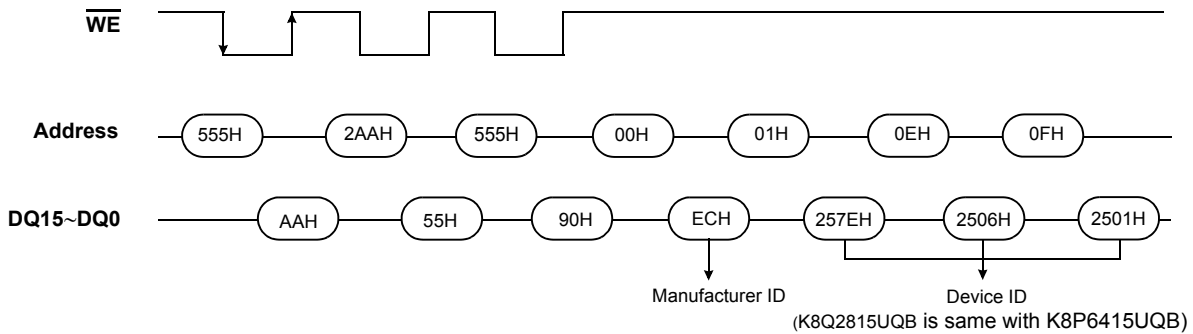 WE
Address 555H 2AAH 555H 00H 01H 0EH 0FH
DQ15~DQ0 AAH 55H 90H ECH 257EH 2506H 2501H
Manufacturer ID Device ID
(K8Q2815UQB is same with K8P6415UQB)